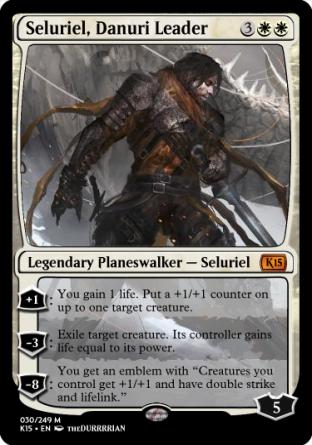 Seluriel, Danuri Leader 3
K15
Legendary Planeswalker — Seluriel
+1: You gain 1 life. Put a +1/+1 counter on
up to one target creature.
-3: Exile target creature. Its controller gains
life equal to its power.
-8: You get an emblem with “Creatures you
control get +1/+1 and have double strike
and lifelink.”
5
030/249 M
K15 • EN THEDURRRRIAN